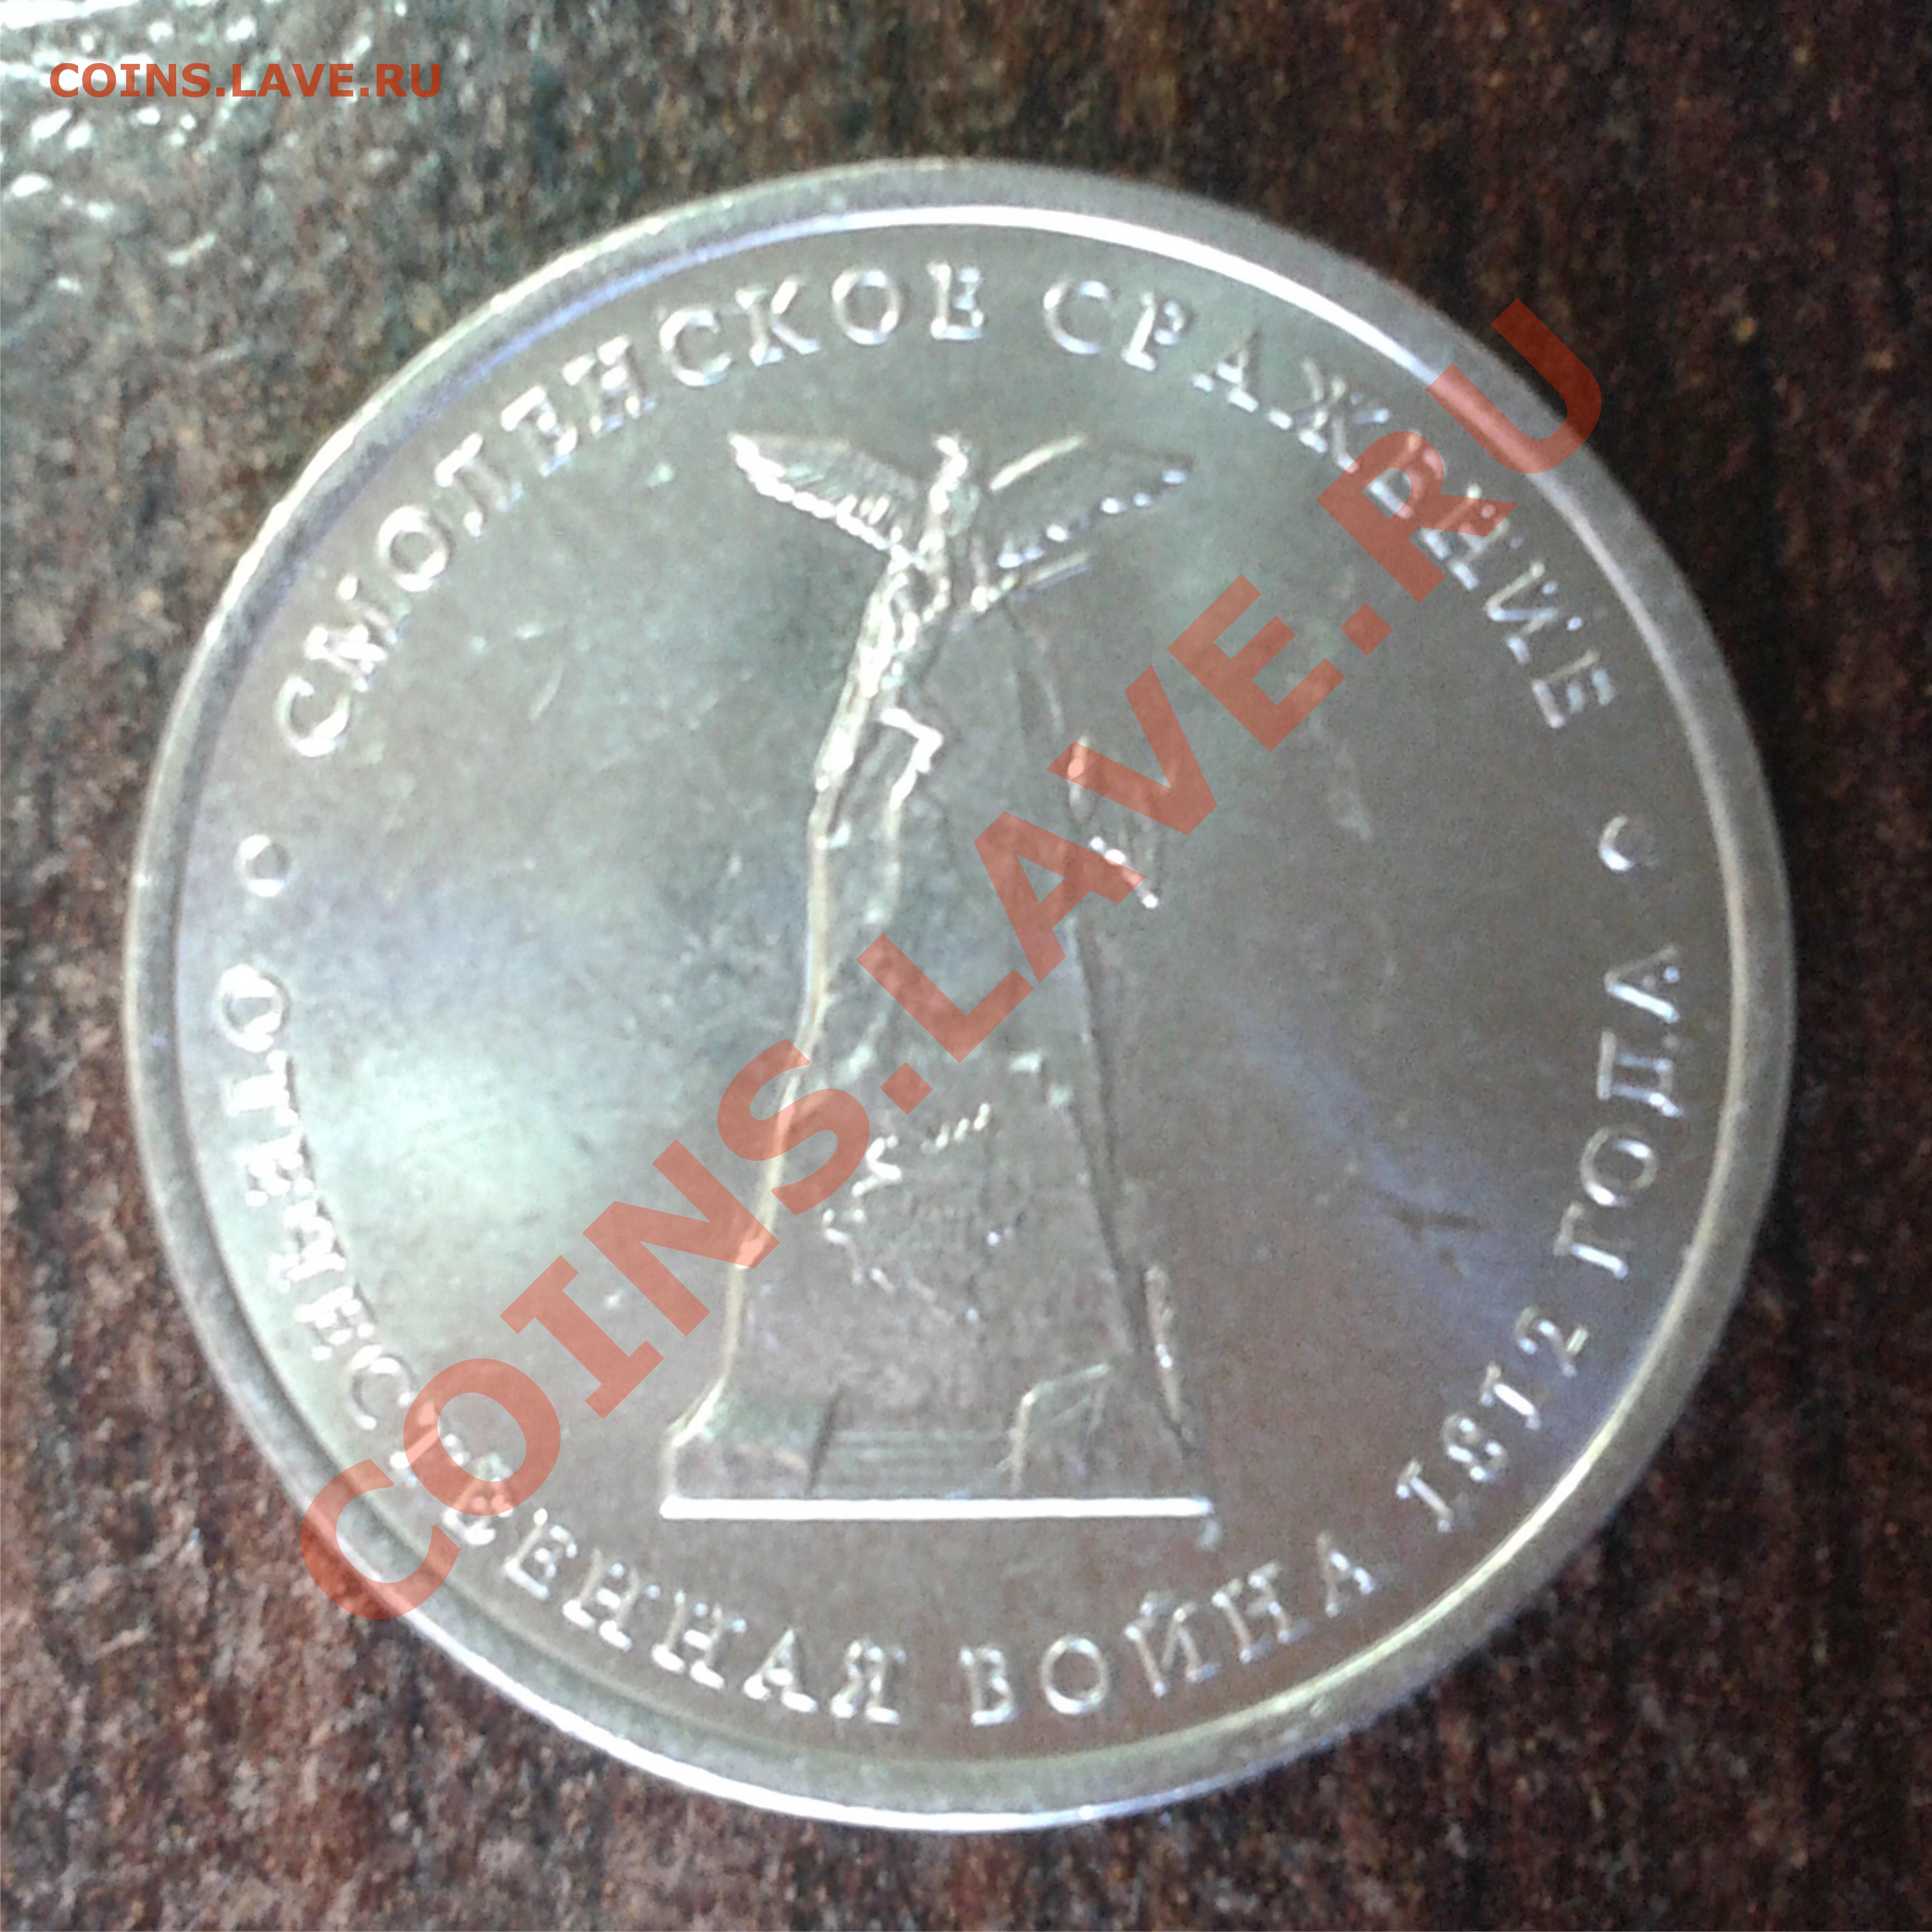 COINS.LAVE.RU
СМОЛЕНСКОЕ СРАЖЕНИЕ
ОТЕЧЕСТВЕННАЯ ВОЙНА 1812 ГОДА
COINS.LAVE.RU